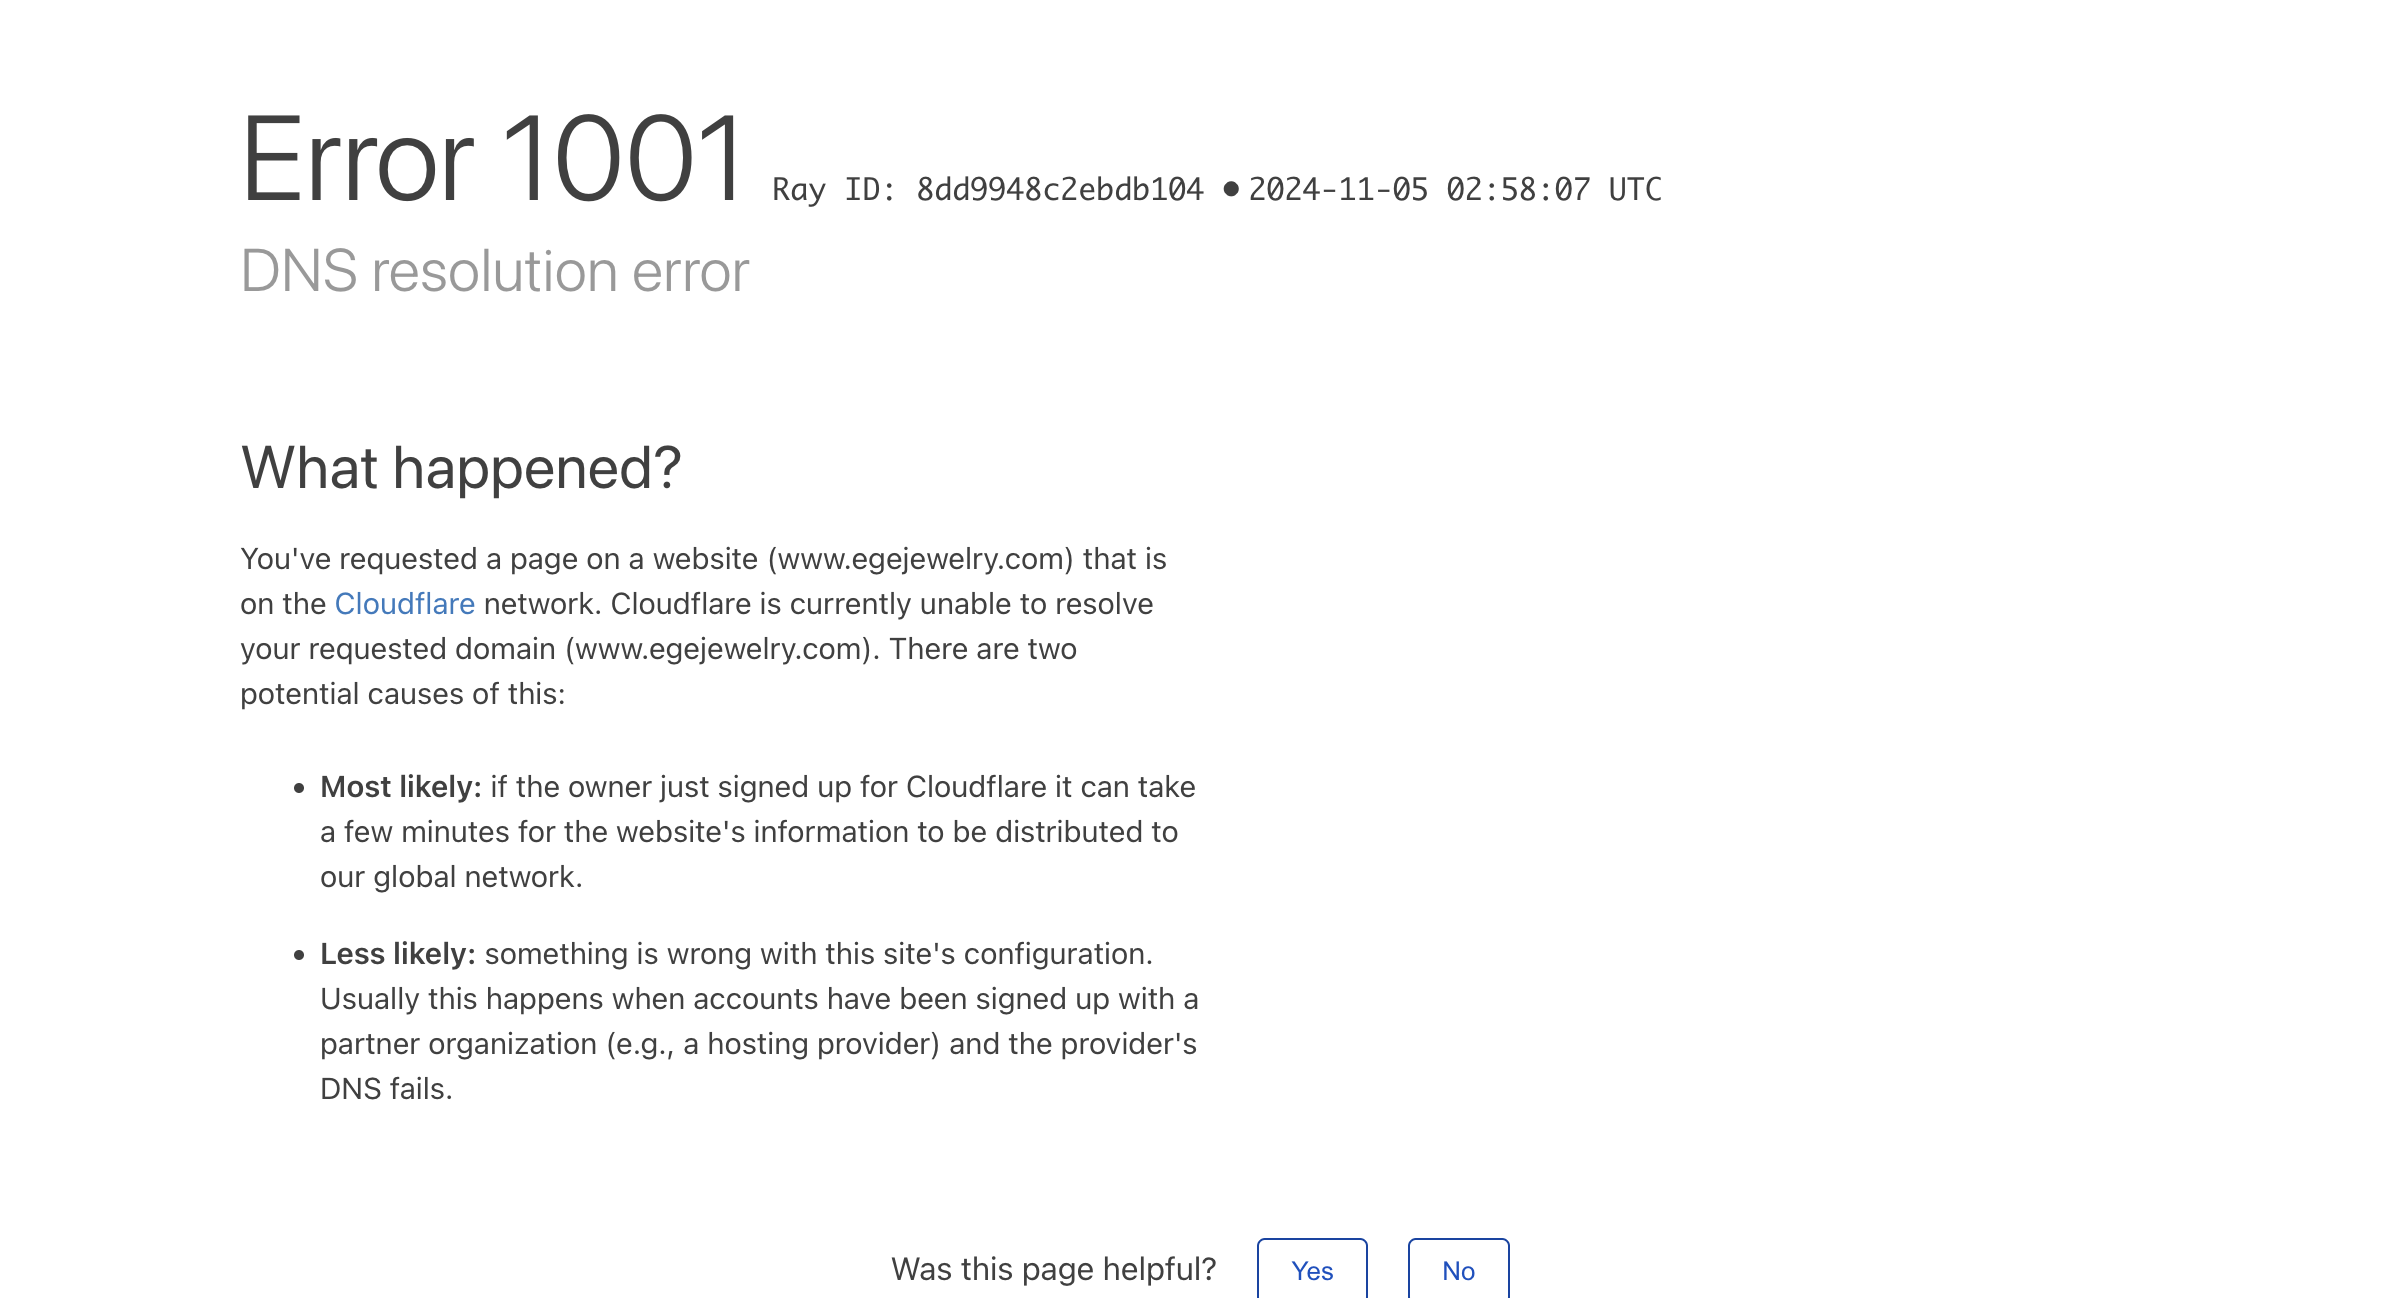 Error 1001 Ray ID: 8dd9948c2ebdb104 • 2024-11-05 02:58:07 UTC
DNS resolution error
What happened?
You've requested a page on a website (www.egejewelry.com) that is
on the Cloudflare network. Cloudflare is currently unable to resolve
your requested domain (www.egejewelry.com). There are two
potential causes of this:
• Most likely: if the owner just signed up for Cloudflare it can take
a few minutes for the website's information to be distributed to
our global network.
• Less likely: something is wrong with this site's configuration.
Usually this happens when accounts have been signed up with a
partner organization (e.g., a hosting provider) and the provider's
DNS fails.
Was this page helpful? Yes No